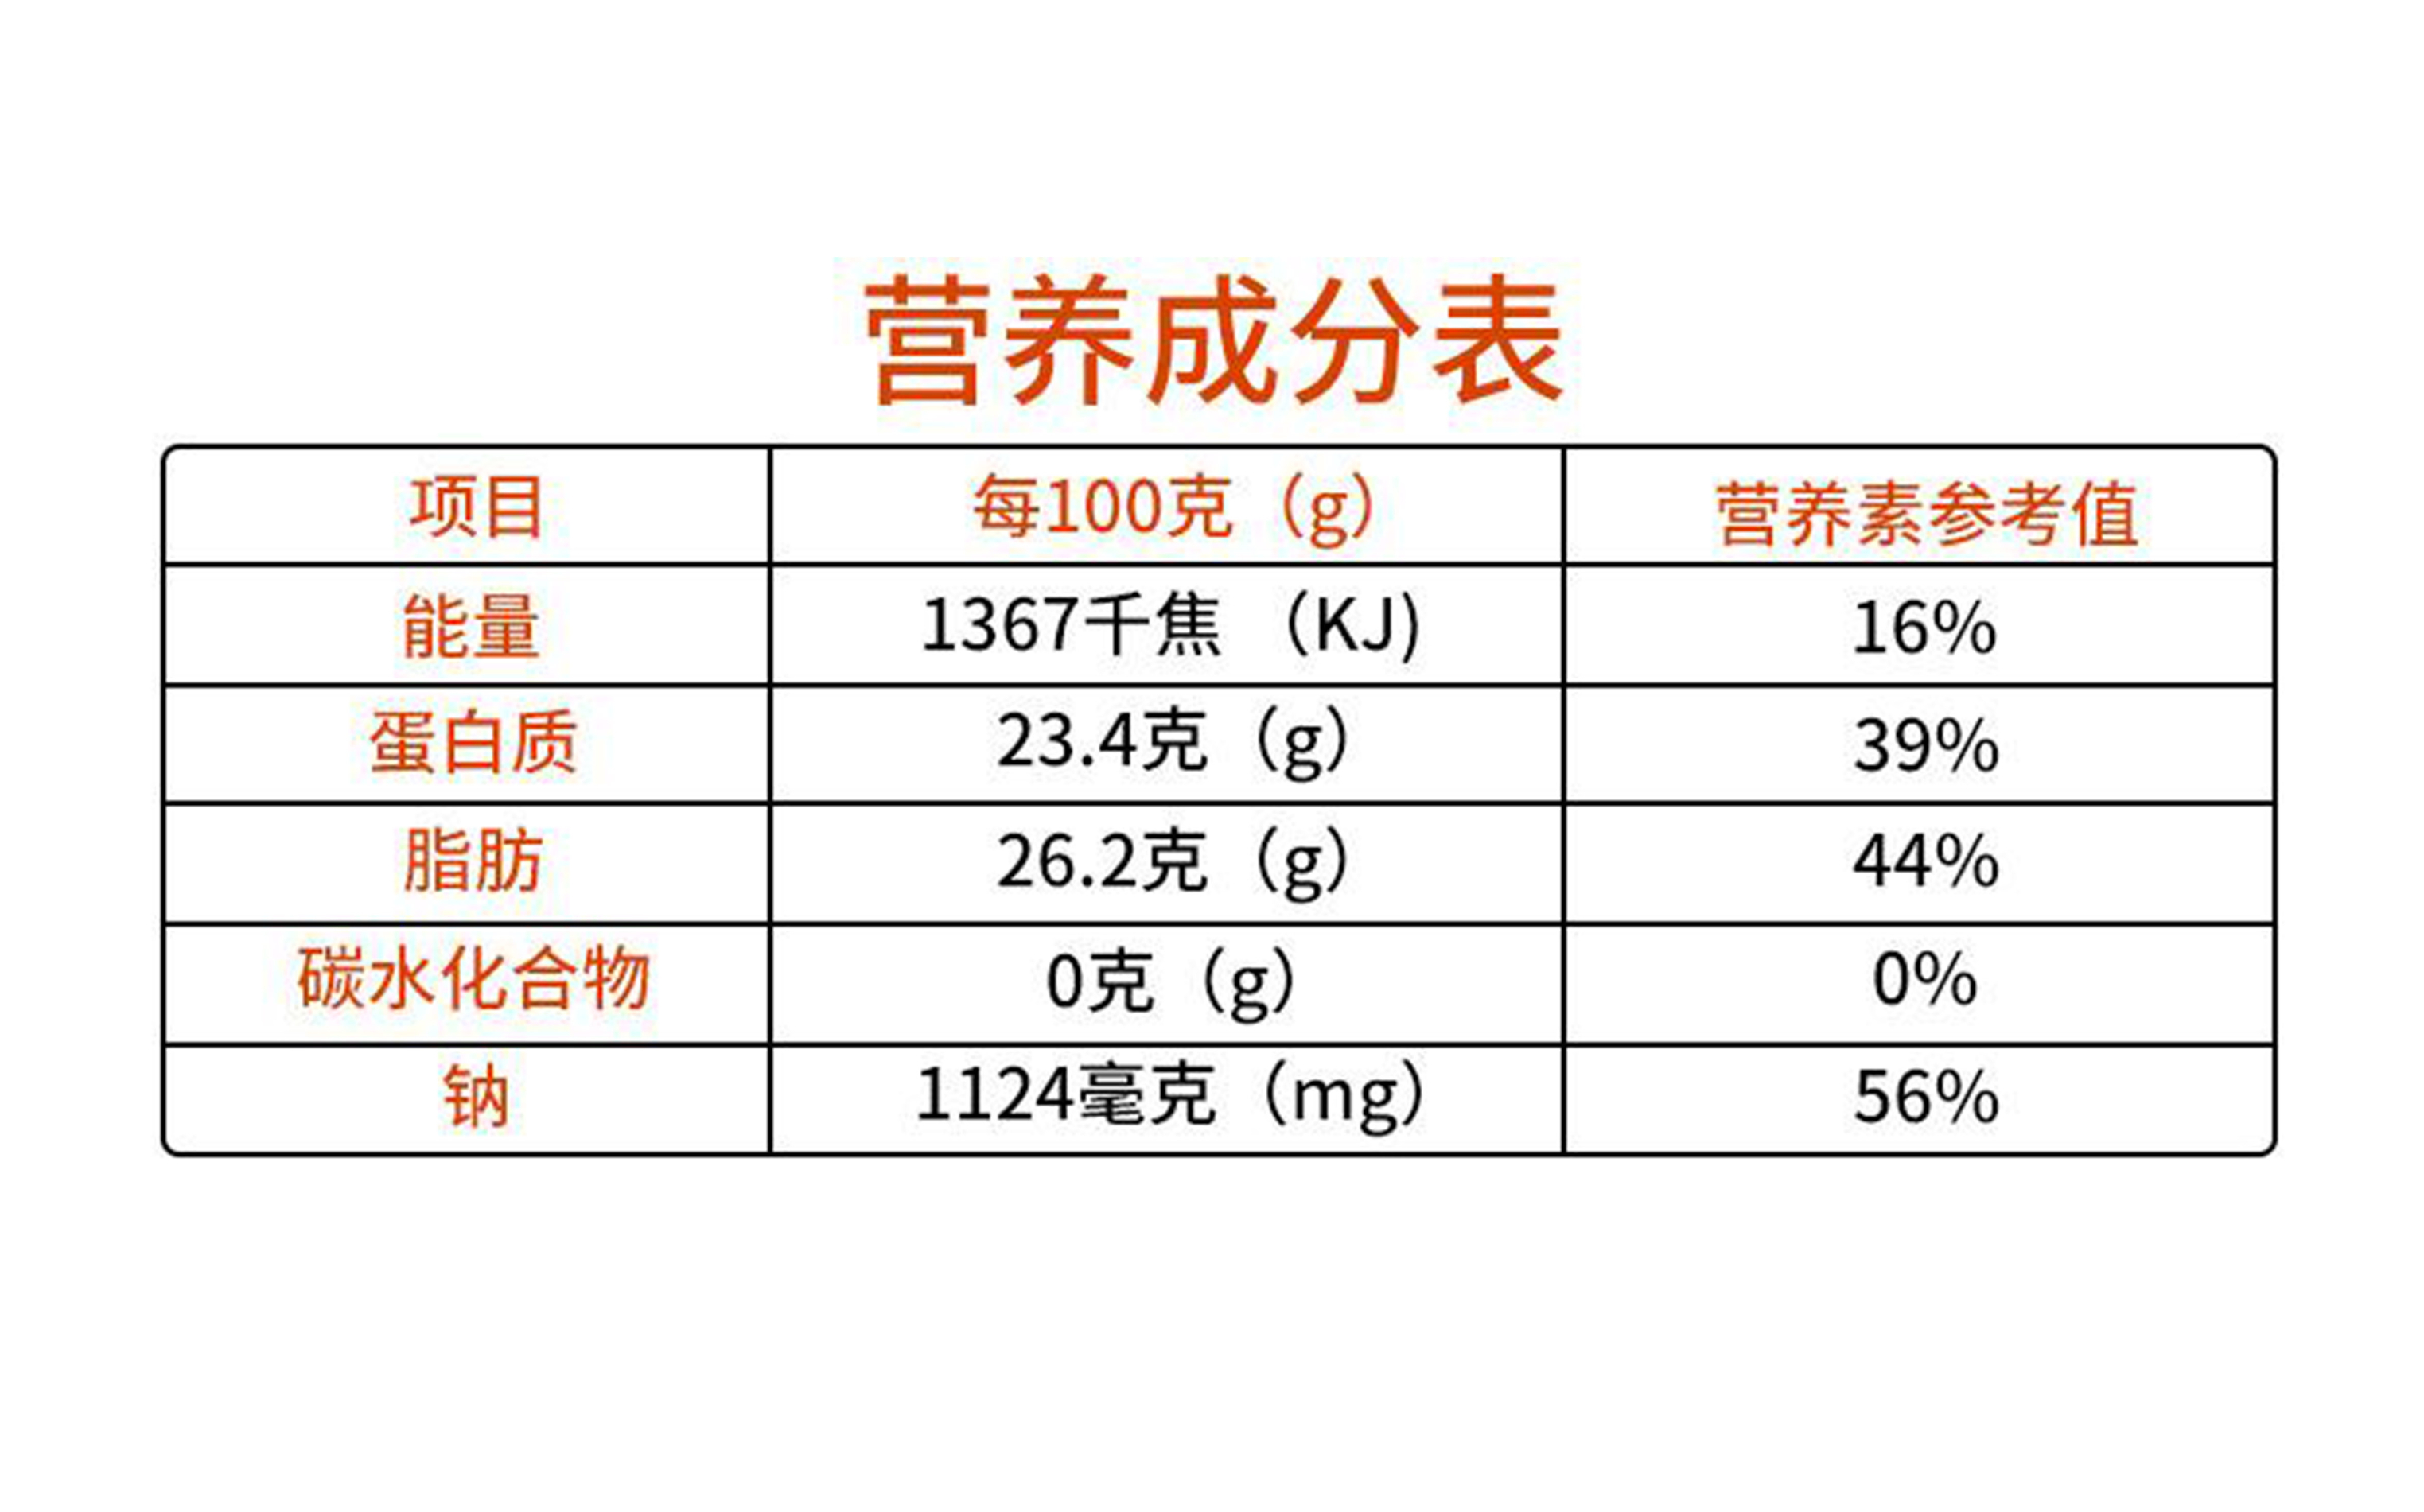 营养成分表
项目 每100克（g） 营养素参考值
能量 1367千焦 （KJ) 16%
蛋白质 23.4克（g） 39%
脂肪 26.2克（g） 44%
碳水化合物 0克（g） 0%
钠 1124毫克（mg） 56%